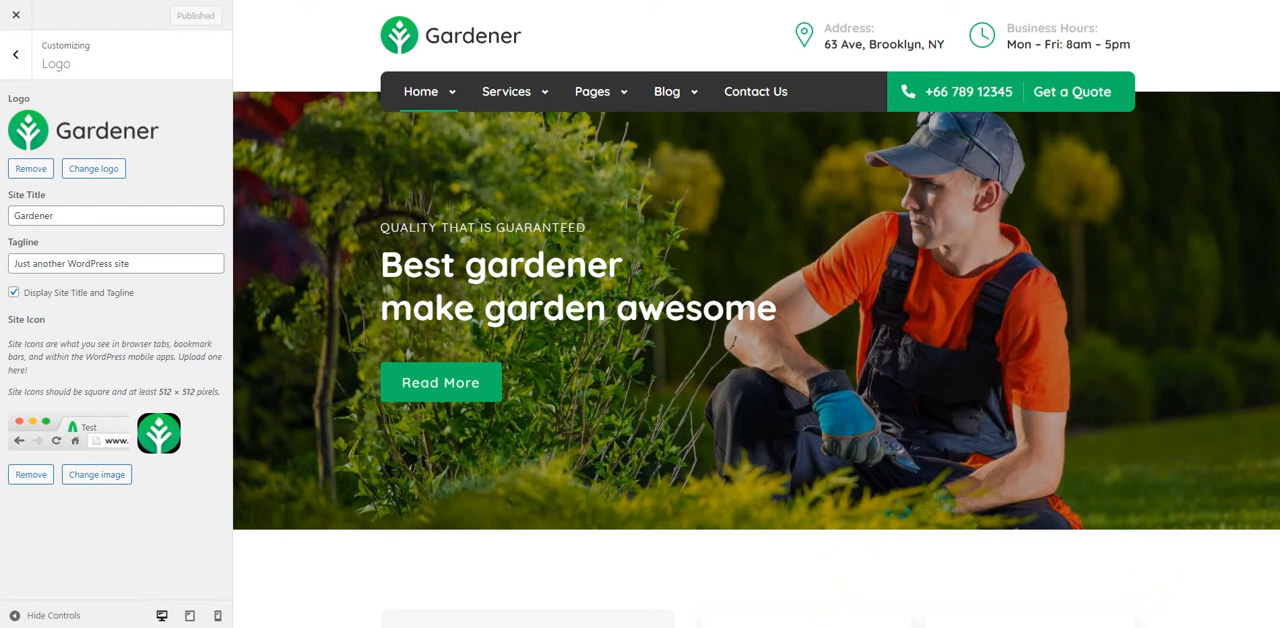 Published
Customizing
Logo
Logo
Gardener
Remove
Change logo
Site Title
Gardener
Tagline
Just another WordPress site
Display Site Title and Tagline
Site Icon
Site Icons are what you see in browser tabs, bookmark
bars, and within the WordPress mobile apps. Upload one
here!
Site Icons should be square and at least 512 × 512 pixels.
Test
www.
Remove
Change image
Hide Controls
Gardener
Address:
63 Ave, Brooklyn, NY
Business Hours:
Mon – Fri: 8am – 5pm
Home
Services
Pages
Blog
Contact Us
+66 789 12345
Get a Quote
QUALITY THAT IS GUARANTEED
Best gardener
make garden awesome
Read More